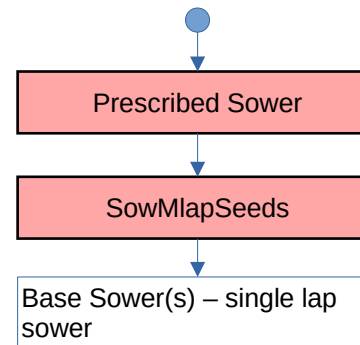 Prescribed Sower
SowMlapSeeds
Base Sower(s) – single lap
sower